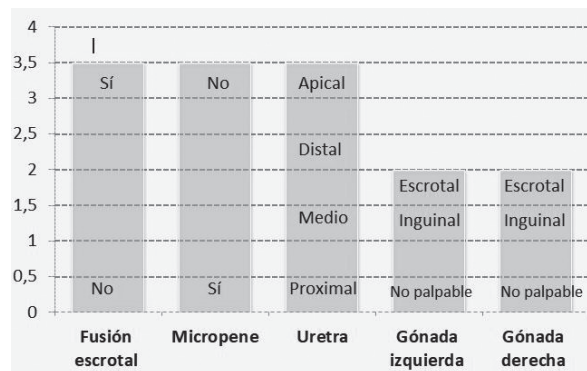 4
3,5
3
2,5
2
1,5
1
0,5
0
Sí No Apical
Distal
Escrotal Escrotal
Medio Inguinal Inguinal
No Sí Proximal No palpable No palpable
Fusión escrotal
Micropene
Uretra
Gónada izquierda
Gónada derecha